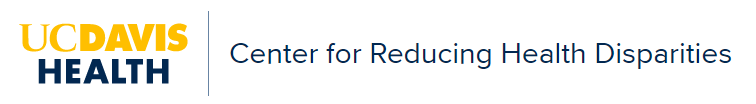 UCDAVIS
HEALTH
Center for Reducing Health Disparities